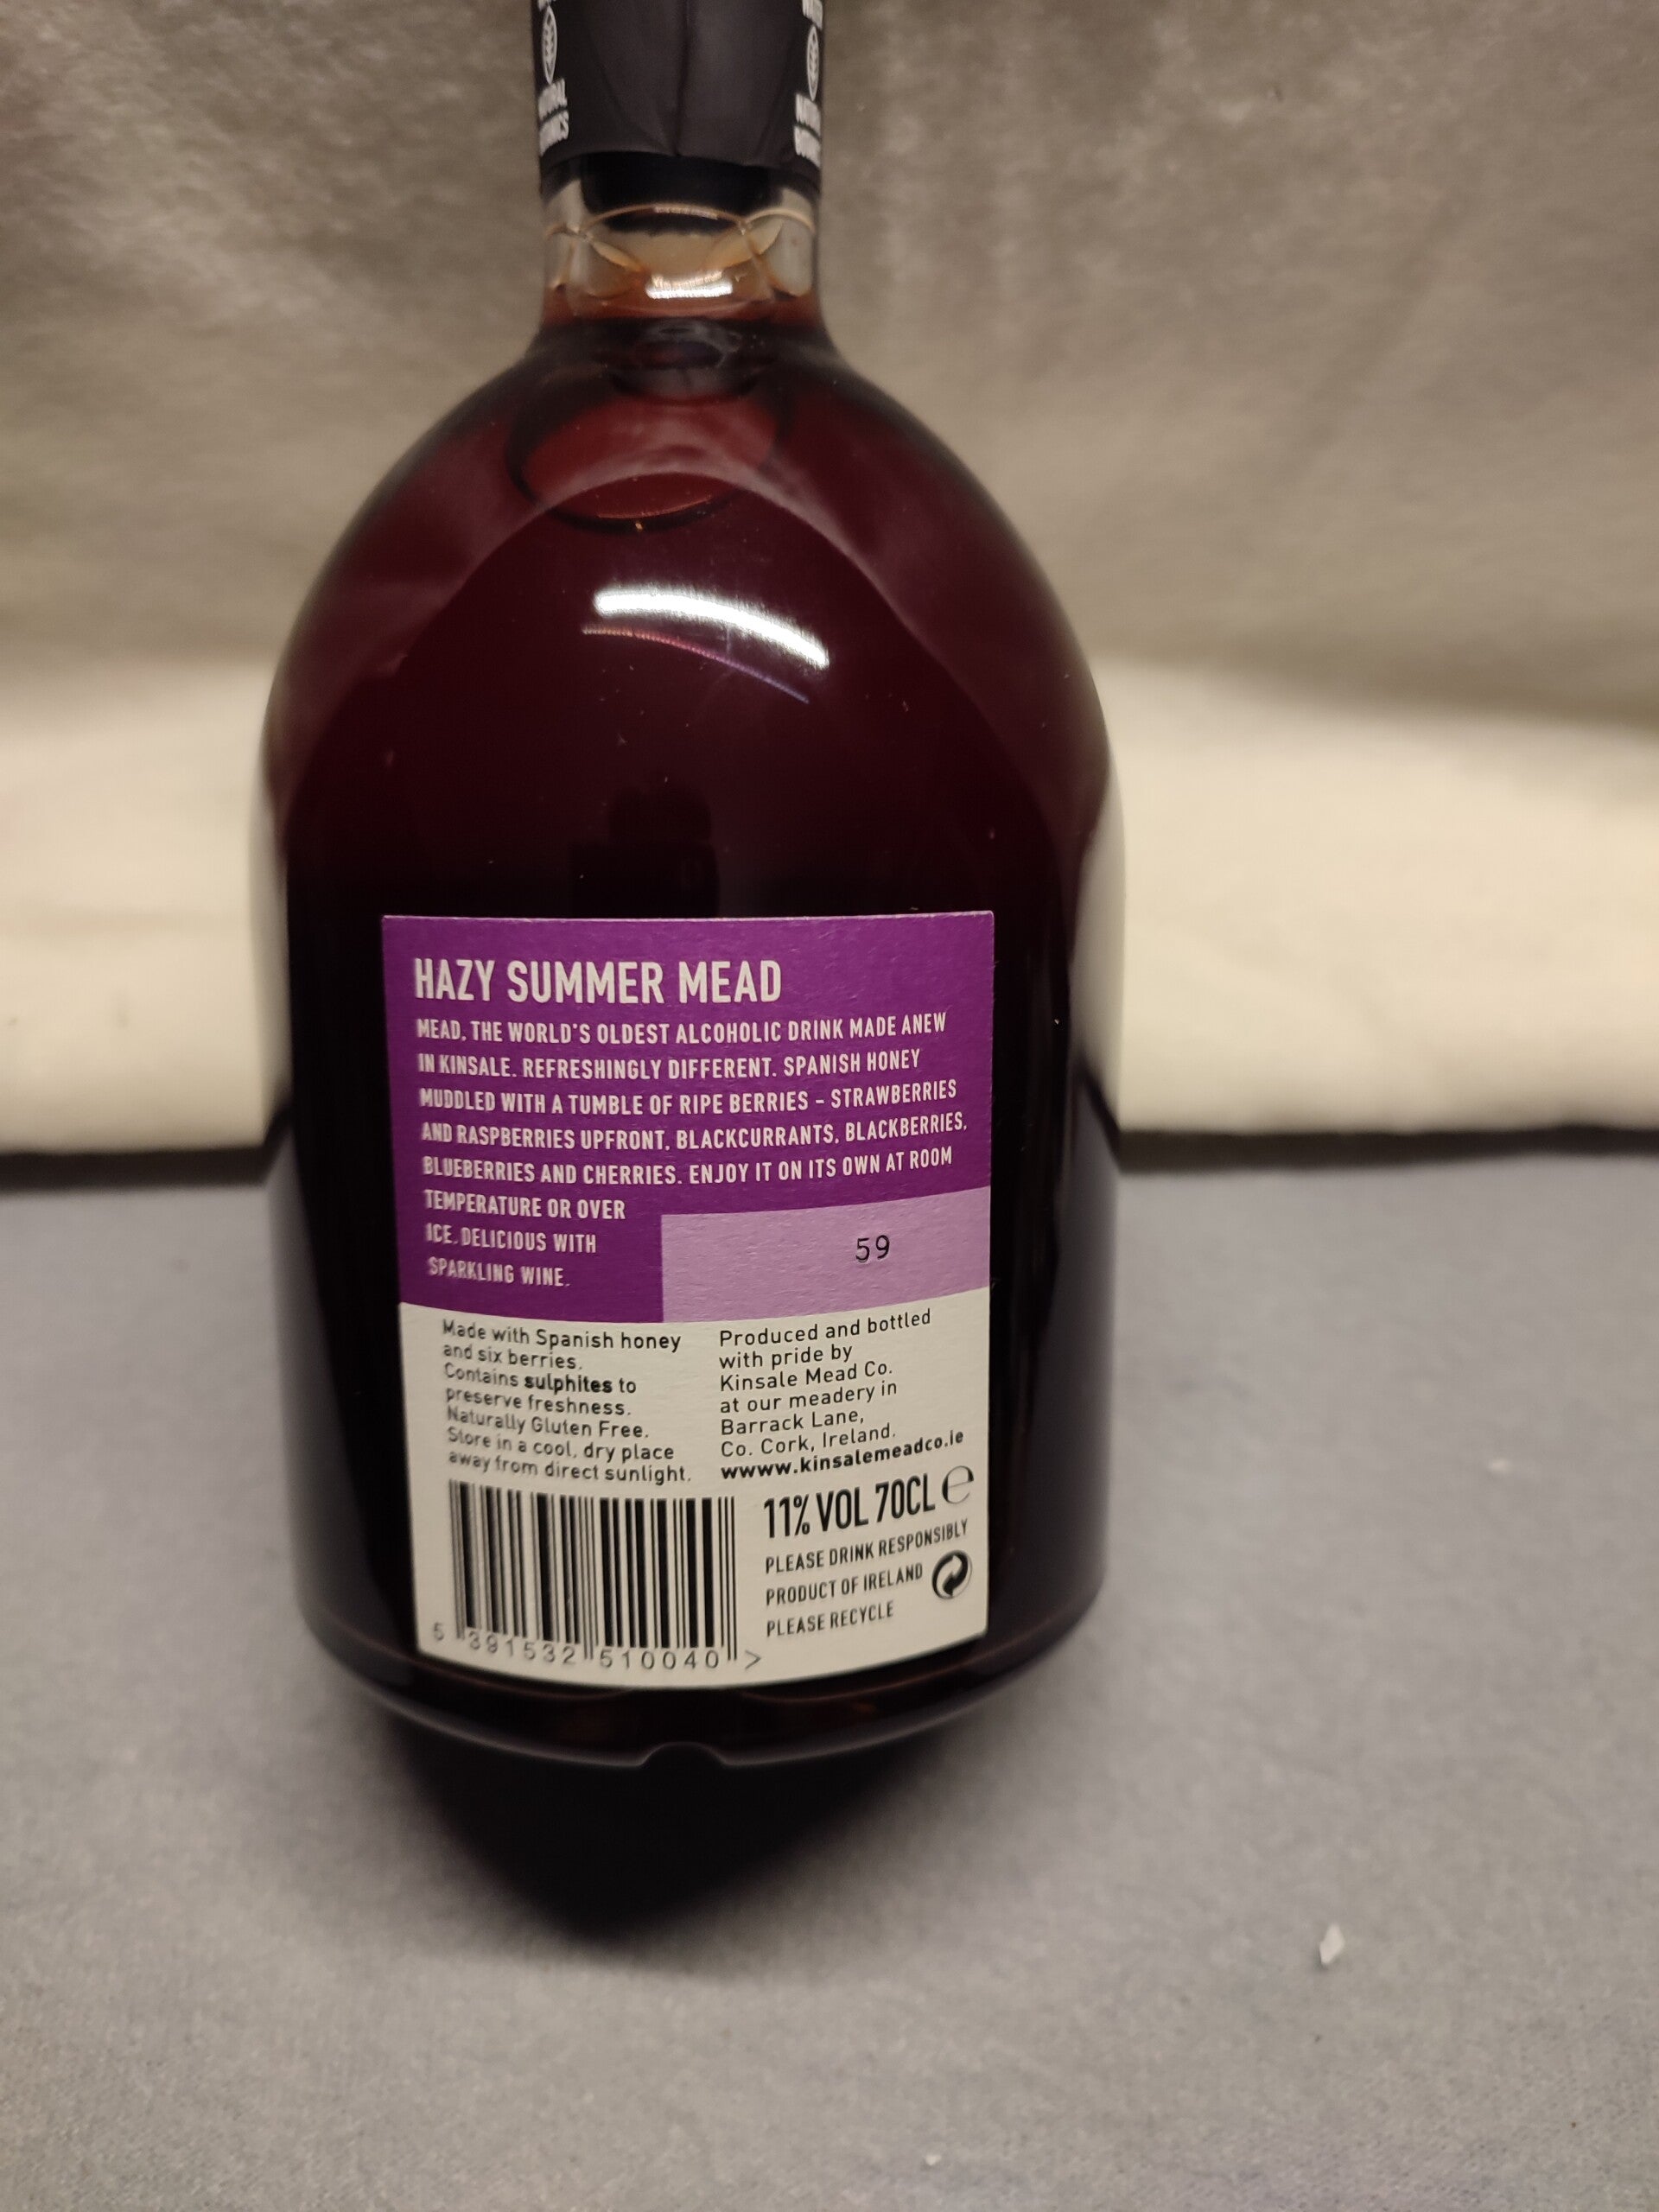 NATURAL
HAZY SUMMER MEAD
MEAD, THE WORLD'S OLDEST ALCOHOLIC DRINK MADE ANEW
IN KINSALE. REFRESHINGLY DIFFERENT. SPANISH HONEY
MUDDLED WITH A TUMBLE OF RIPE BERRIES – STRAWBERRIES
AND RASPBERRIES UPFRONT, BLACKCURRANTS, BLACKBERRIES,
BLUEBERRIES AND CHERRIES. ENJOY IT ON ITS OWN AT ROOM
TEMPERATURE OR OVER
ICE. DELICIOUS WITH
SPARKLING WINE.
59
Made with Spanish honey
and six berries.
Contains sulphites to
preserve freshness.
Naturally Gluten Free.
Store in a cool, dry place
away from direct sunlight.
Produced and bottled
with pride by
Kinsale Mead Co.
at our meadery in
Barrack Lane,
Co. Cork, Ireland.
wwww.kinsalemeadco.ie
11% VOL 70CL ℮
PLEASE DRINK RESPONSIBLY
PRODUCT OF IRELAND
PLEASE RECYCLE
5 391532 510040 >